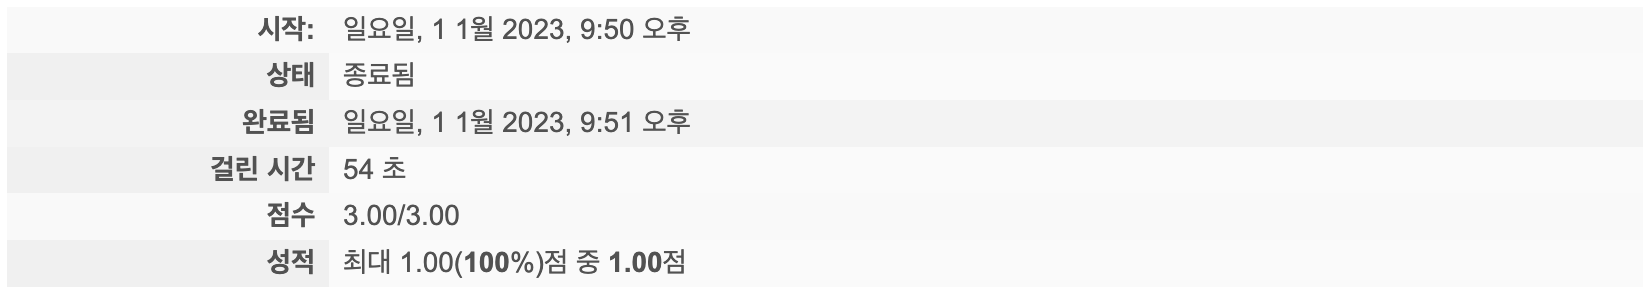 시작: 일요일, 1 1월 2023, 9:50 오후
상태 종료됨
완료됨 일요일, 1 1월 2023, 9:51 오후
걸린 시간 54 초
점수 3.00/3.00
성적 최대 1.00(100%)점 중 1.00점